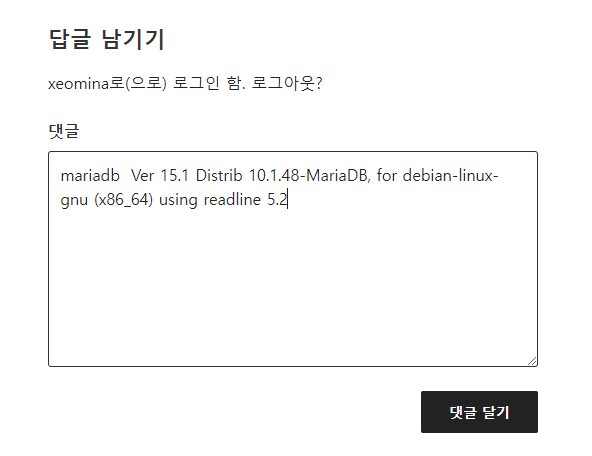 답글 남기기
xeomina로(으로) 로그인 함. 로그아웃?
댓글
mariadb  Ver 15.1 Distrib 10.1.48-MariaDB, for debian-linux-
gnu (x86_64) using readline 5.2
댓글 달기